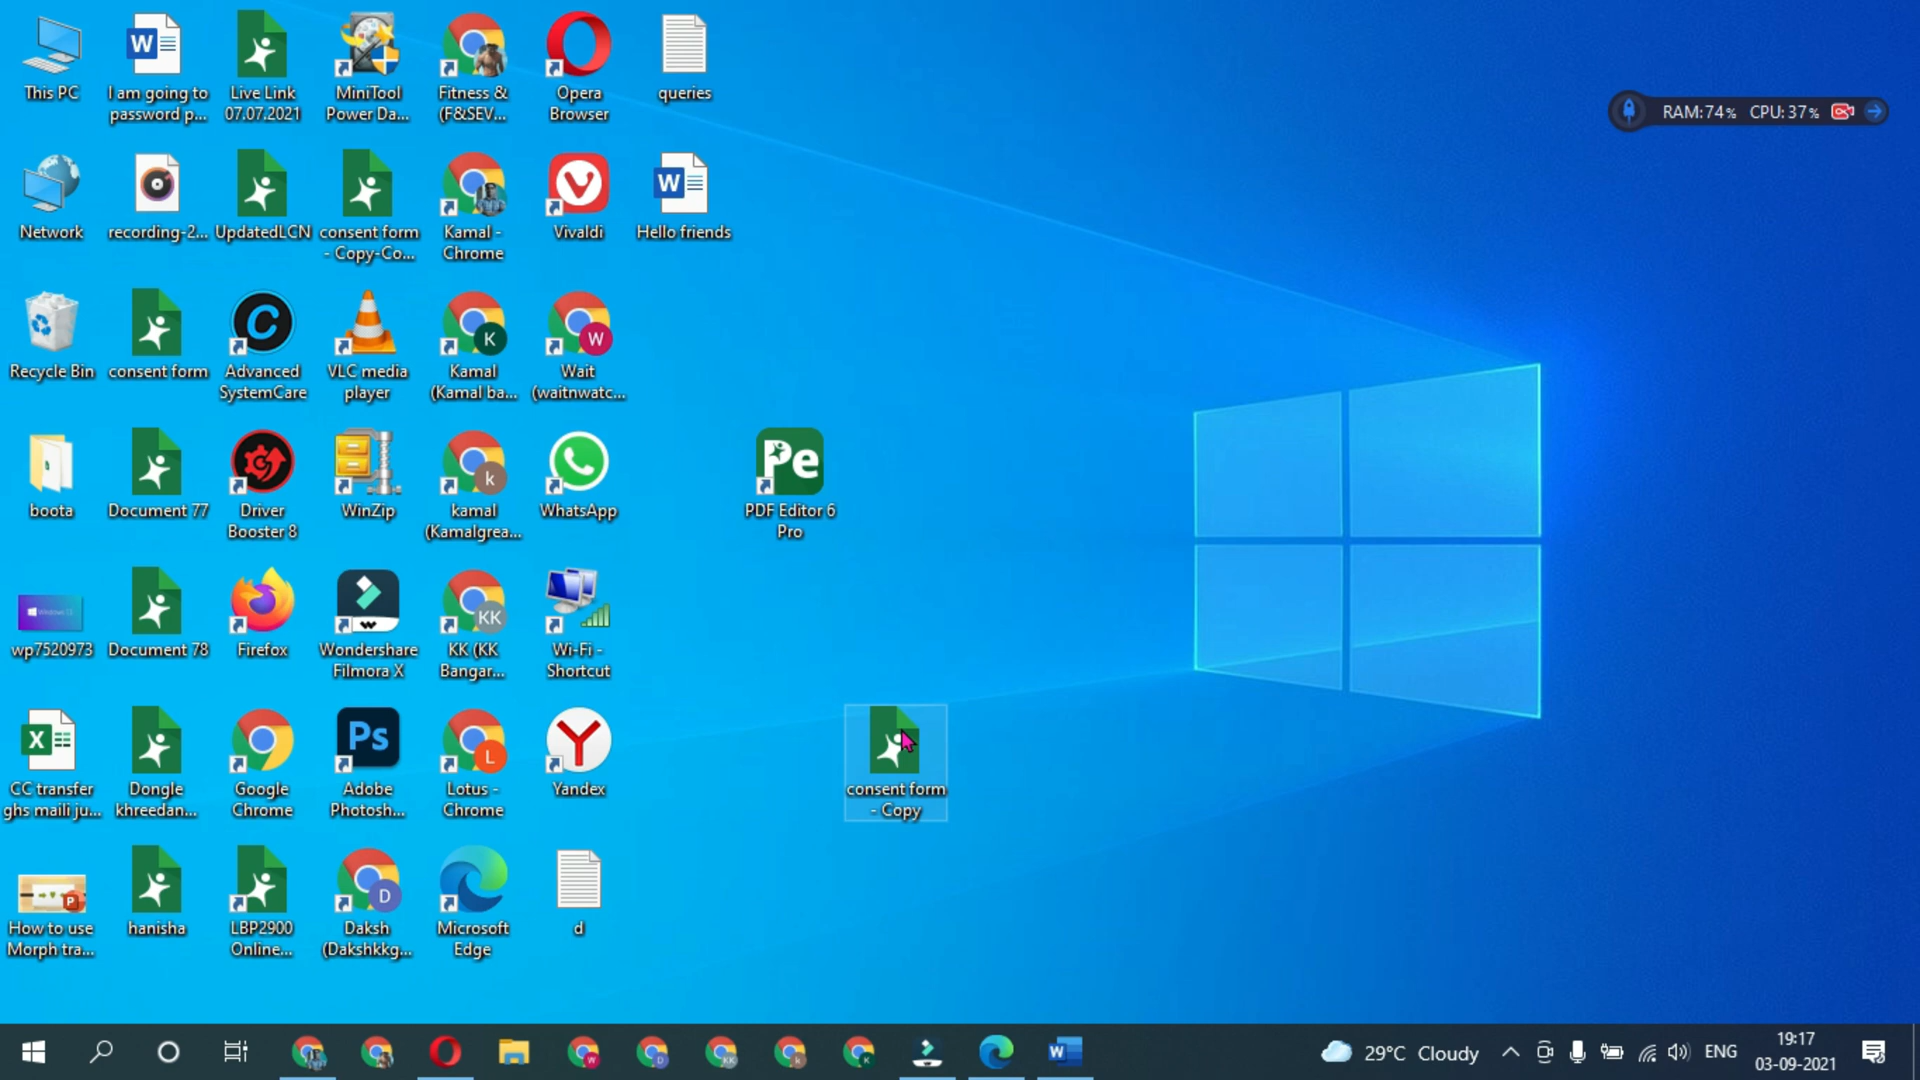 This PC
I am going to
password p...
Live Link
07.07.2021
MiniTool
Power Da...
Fitness &
(F&SEV...
Opera
Browser
queries
RAM:74% CPU:37%
Network
recording-2...
UpdatedLCN
consent form
- Copy-Co...
Kamal -
Chrome
Vivaldi
W
Hello friends
Recycle Bin
consent form
Advanced
SystemCare
VLC media
player
K
Kamal
(Kamal ba...
W
Wait
(waitnwatc...
boota
Document 77
Driver
Booster 8
WinZip
k
kamal
(Kamalgrea...
WhatsApp
Pe
PDF Editor 6
Pro
wp7520973
Document 78
Firefox
Wondershare
Filmora X
KK
KK (KK
Bangar...
Wi-Fi -
Shortcut
X
CC transfer
ghs maili ju...
Dongle
khreedan...
Google
Chrome
Ps
Adobe
Photosh...
L
Lotus -
Chrome
Yandex
consent form
- Copy
P
How to use
Morph tra...
hanisha
LBP2900
Online...
D
Daksh
(Dakshkkg...
Microsoft
Edge
d
29°C Cloudy
ENG
19:17
03-09-2021